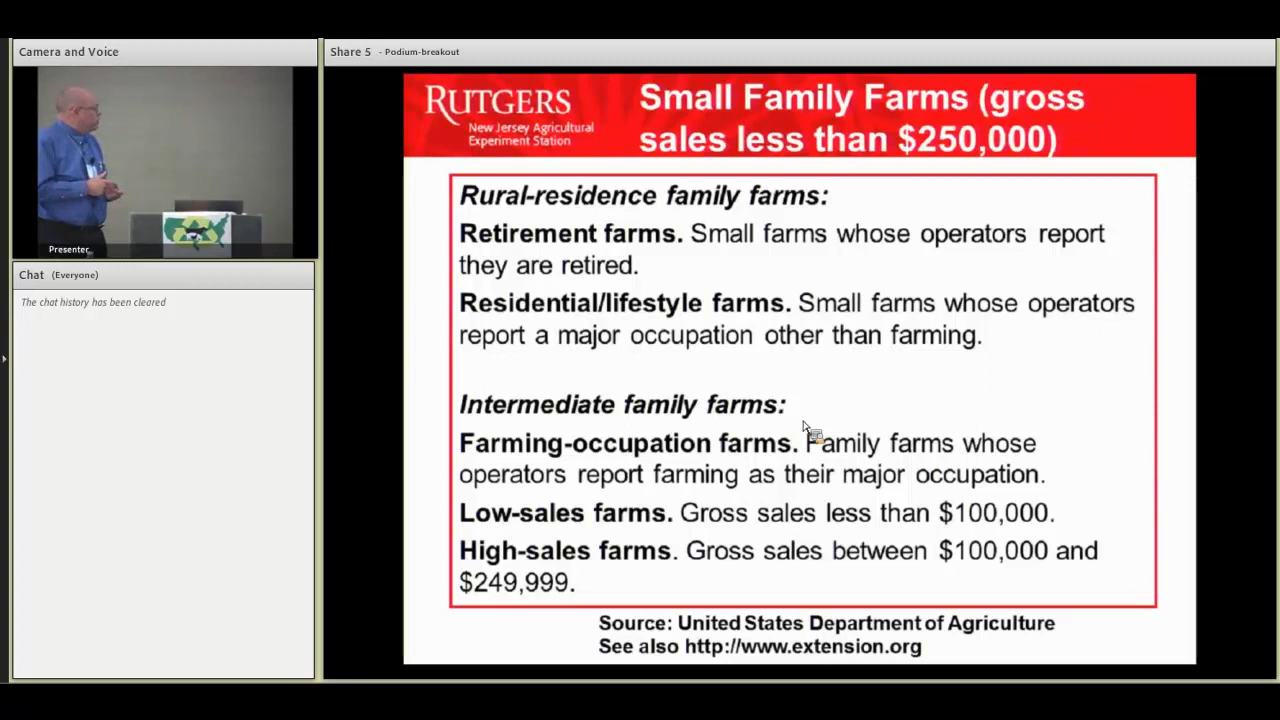 Camera and Voice
Presenter
Chat (Everyone)
The chat history has been cleared
Share 5 - Podium-breakout
RUTGERS
New Jersey Agricultural
Experiment Station
Small Family Farms (gross
sales less than $250,000)
Rural-residence family farms:
Retirement farms. Small farms whose operators report
they are retired.
Residential/lifestyle farms. Small farms whose operators
report a major occupation other than farming.
Intermediate family farms:
Farming-occupation farms. Family farms whose
operators report farming as their major occupation.
Low-sales farms. Gross sales less than $100,000.
High-sales farms. Gross sales between $100,000 and
$249,999.
Source: United States Department of Agriculture
See also http://www.extension.org